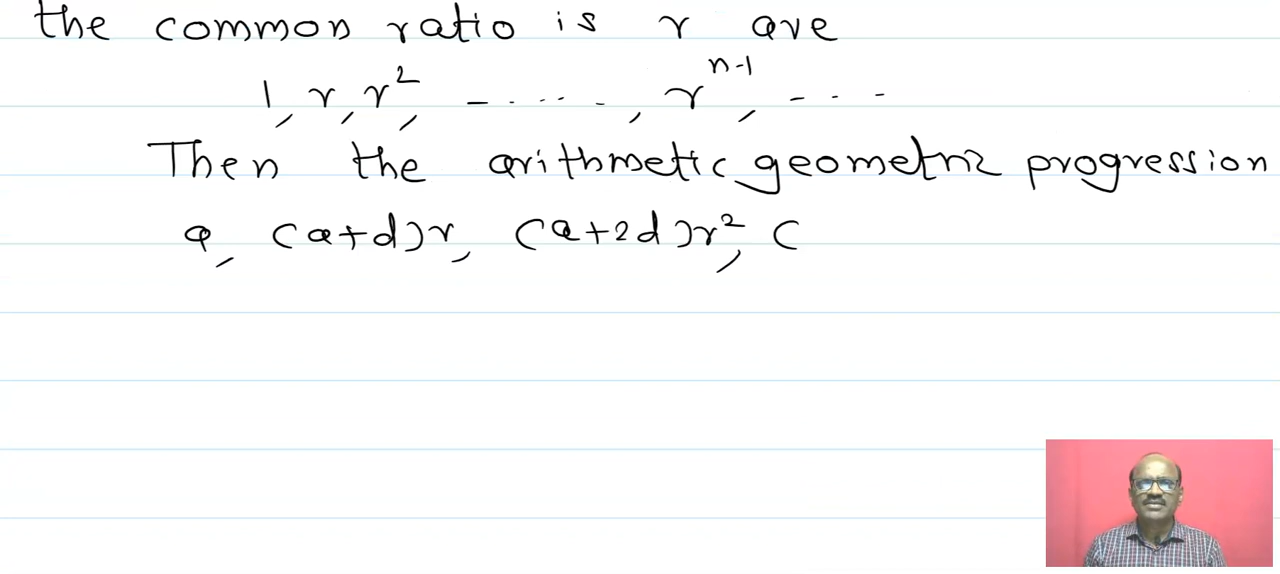 the common ratio is r are
1, r, r², - ....., r^{n-1}, - . . -
Then the arithmetic geometric progression
a, (a+d)r, (a+2d)r², (